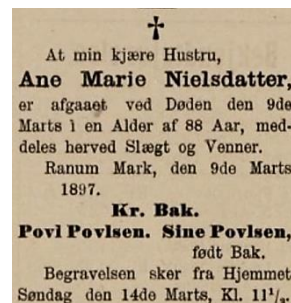 ✝
At min kjære Hustru,
Ane Marie Nielsdatter,
er afgaaet ved Døden den 9de
Marts i en Alder af 88 Aar, med-
deles herved Slægt og Venner.
Ranum Mark, den 9de Marts
1897.
Kr. Bak.
Povl Povlsen. Sine Povlsen,
født Bak.
Begravelsen sker fra Hjemmet
Søndag den 14de Marts, Kl. 11½.